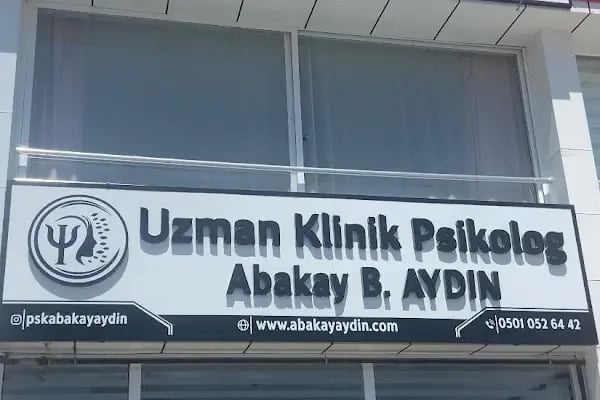 Uzman Klinik Psikolog
Abakay B. AYDIN
pskabakayaydin
www.abakayaydin.com
0501 052 64 42